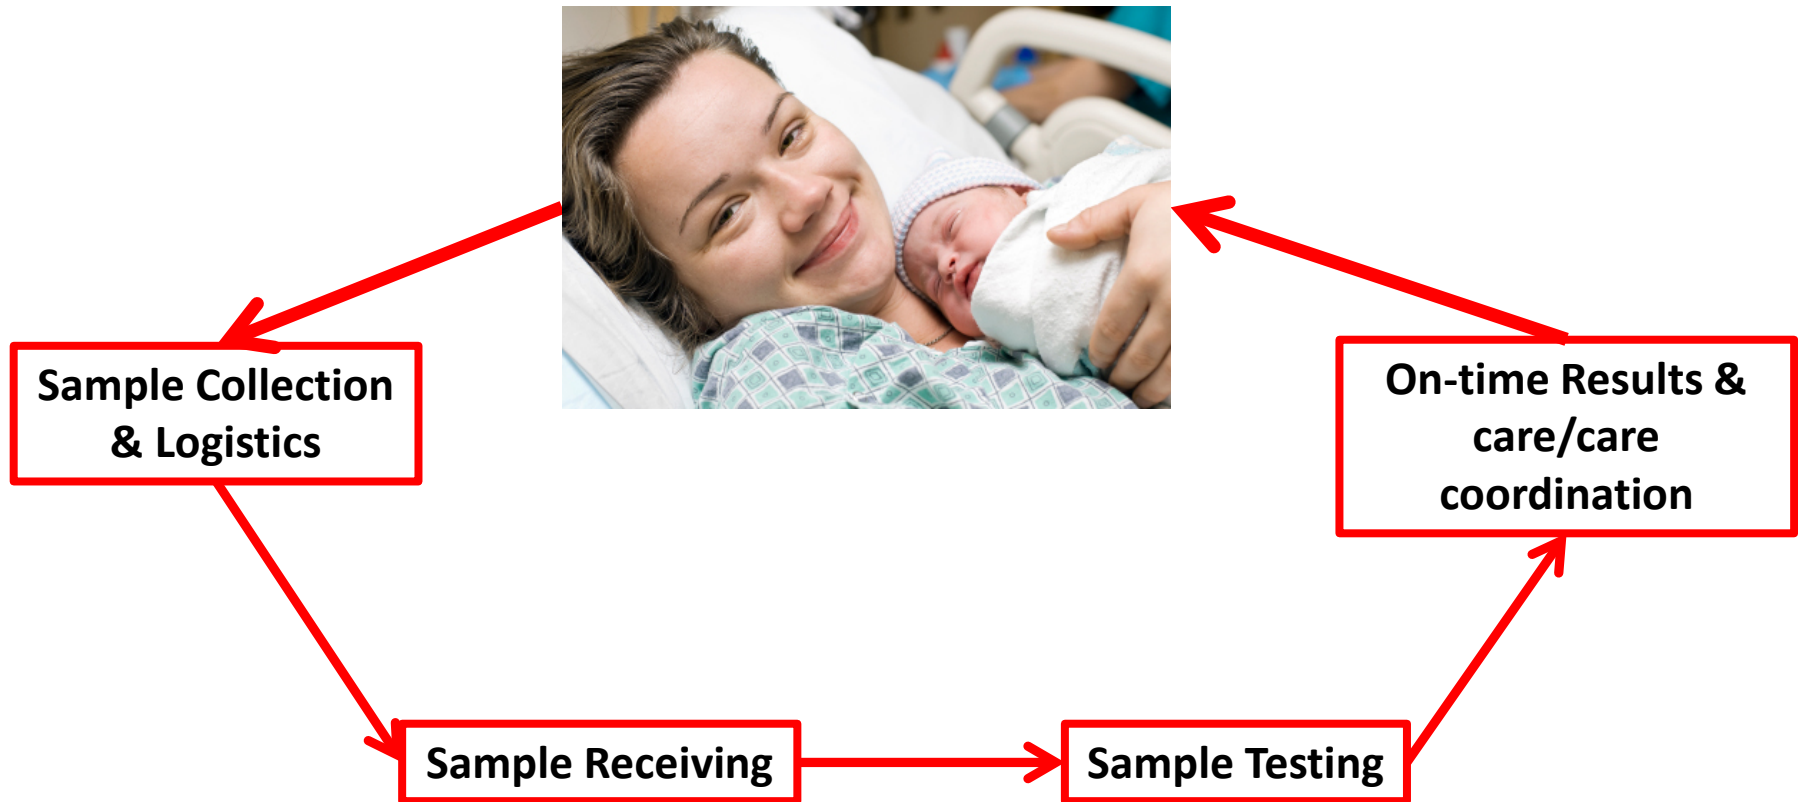 Sample Collection
& Logistics
On-time Results &
care/care
coordination
Sample Receiving
Sample Testing